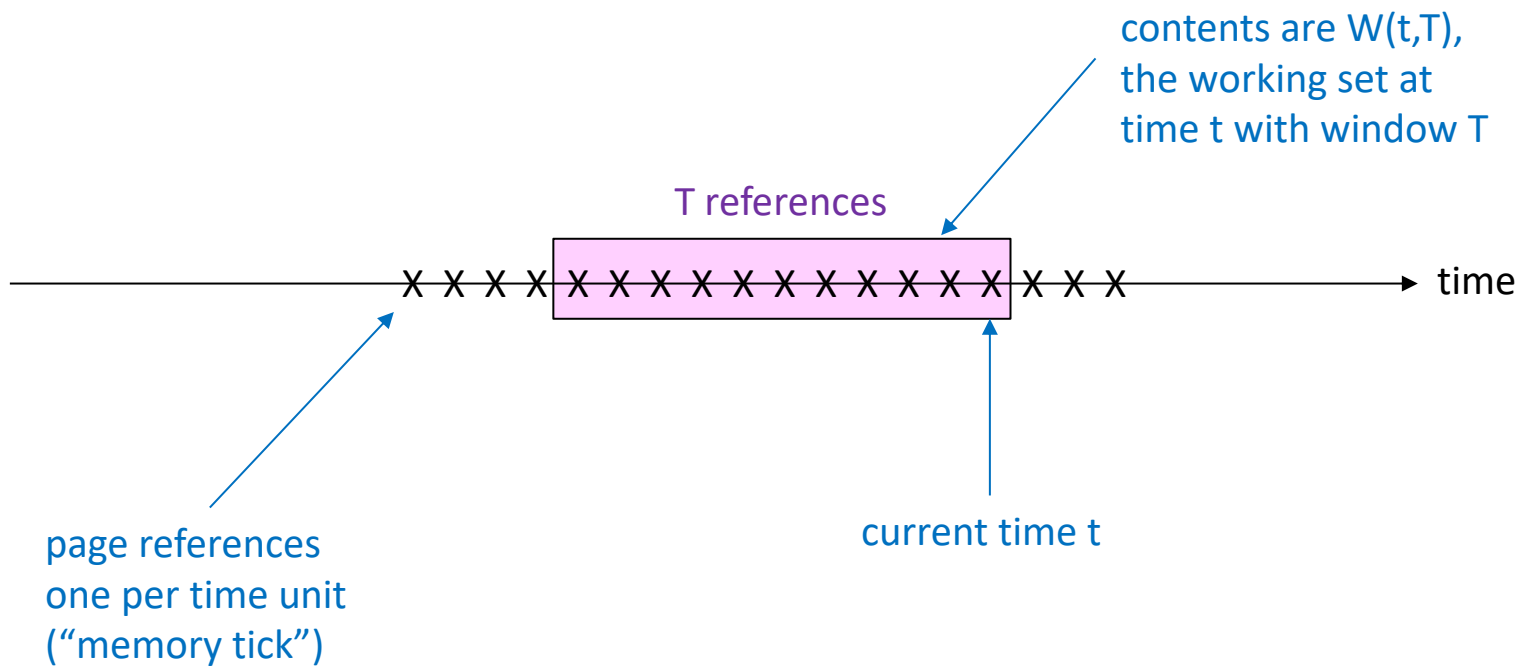 contents are W(t,T),
the working set at
time t with window T
T references
X X X X X X X X X X X X X X X X X X
time
current time t
page references
one per time unit
(“memory tick”)